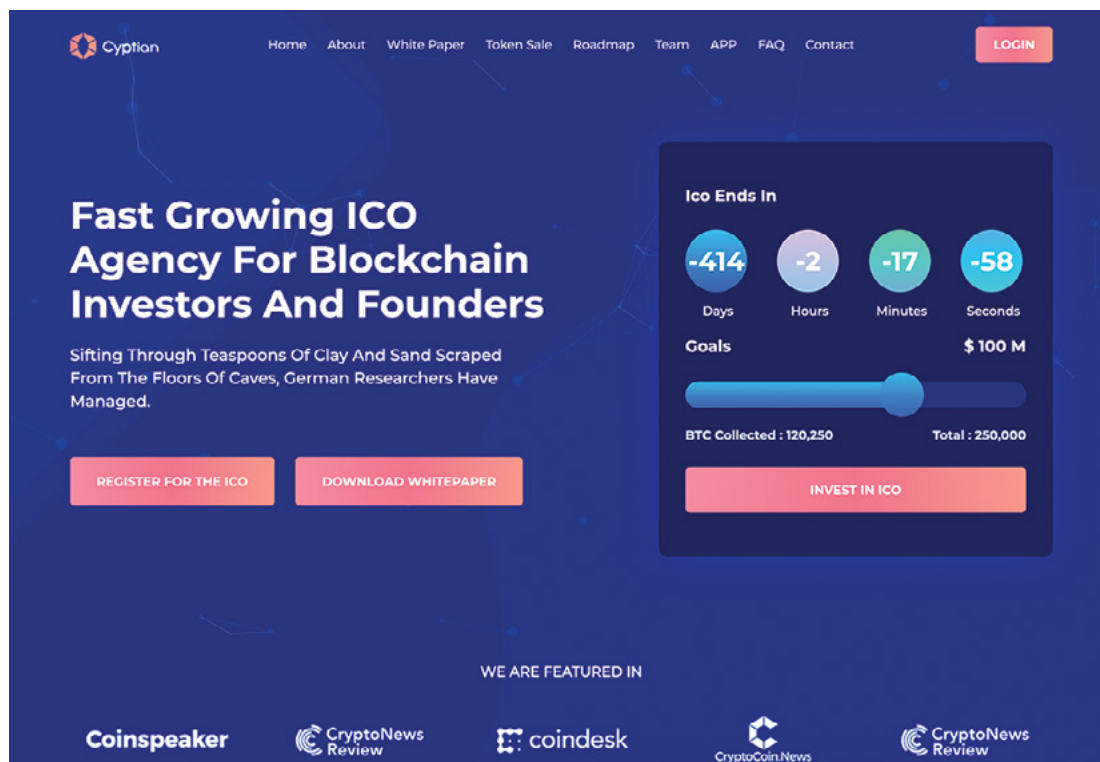 Cyptian
Home About White Paper Token Sale Roadmap Team APP FAQ Contact
LOGIN
Fast Growing ICO
Agency For Blockchain
Investors And Founders
Sifting Through Teaspoons Of Clay And Sand Scraped
From The Floors Of Caves, German Researchers Have
Managed.
REGISTER FOR THE ICO
DOWNLOAD WHITEPAPER
Ico Ends In
-414 -2 -17 -58
Days Hours Minutes Seconds
Goals $ 100 M
BTC Collected : 120,250 Total : 250,000
INVEST IN ICO
WE ARE FEATURED IN
Coinspeaker
CryptoNews
Review
coindesk
CryptoCoin.News
CryptoNews
Review